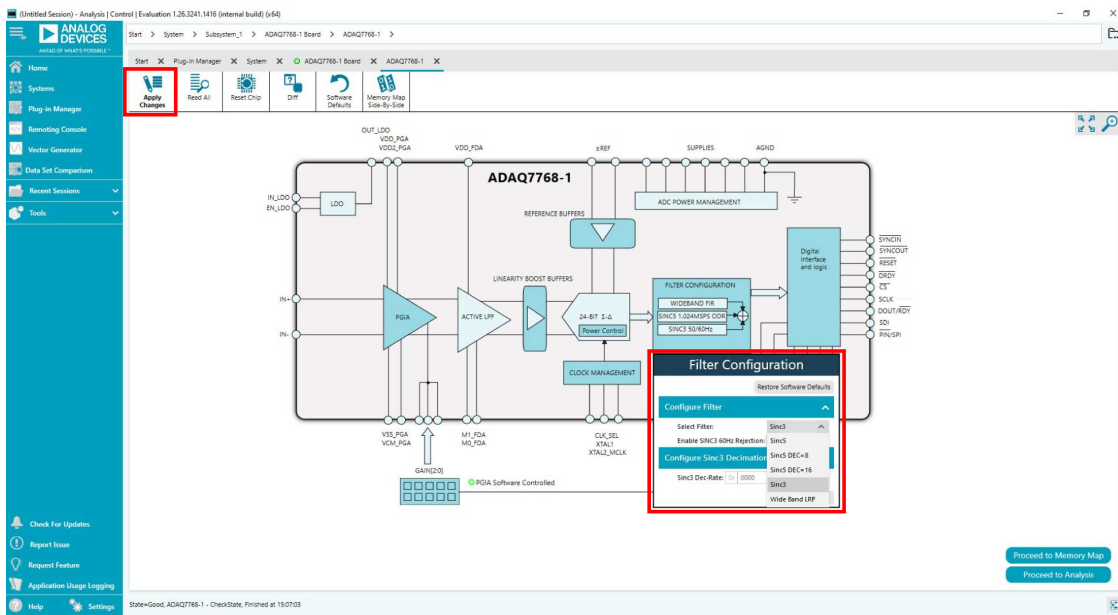 (Untitled Session) - Analysis | Control | Evaluation 1.26.3241.1416 (internal build) (x64)
ANALOG
DEVICES
AHEAD OF WHAT'S POSSIBLE™
Start > System > Subsystem_1 > ADAQ7768-1 Board > ADAQ7768-1 >
Start Plug-in Manager System ADAQ7768-1 Board ADAQ7768-1
Home
Systems
Plug-in Manager
Remoting Console
Vector Generator
Data Set Comparison
Recent Sessions
Tools
Apply
Changes
Read All
Reset Chip
Diff
Software
Defaults
Memory Map
Side-By-Side
OUT_LDO
VDD_PGA
VDD2_PGA
VDD_FDA
±REF
SUPPLIES
AGND
ADAQ7768-1
IN_LDO
EN_LDO
LDO
ADC POWER MANAGEMENT
REFERENCE BUFFERS
LINEARITY BOOST BUFFERS
Digital
interface
and logic
SYNCIN
SYNCOUT
RESET
DRDY
CS
SCLK
DOUT/RDY
SDI
PIN/SPI
FILTER CONFIGURATION
WIDEBAND FIR
SINC5 1.024MSPS ODR
SINC3 50/60Hz
IN+
IN-
PGIA
ACTIVE LPF
24-BIT Σ-Δ
Power Control
CLOCK MANAGEMENT
VSS_PGA
VCM_PGA
M1_FDA
M0_FDA
CLK_SEL
XTAL1
XTAL2_MCLK
GAIN[2:0]
PGIA Software Controlled
Filter Configuration
Restore Software Defaults
Configure Filter
Select Filter: Sinc3
Enable SINC3 60Hz Rejection:
Sinc5
Sinc5 DEC=8
Sinc5 DEC=16
Sinc3
Wide Band LRF
Configure Sinc3 Decimation
Sinc3 Dec-Rate: 0x 0000
Proceed to Memory Map
Proceed to Analysis
Check For Updates
Report Issue
Request Feature
Application Usage Logging
Help
Settings
State=Good, ADAQ7768-1 - CheckState, Finished at 15:07:03